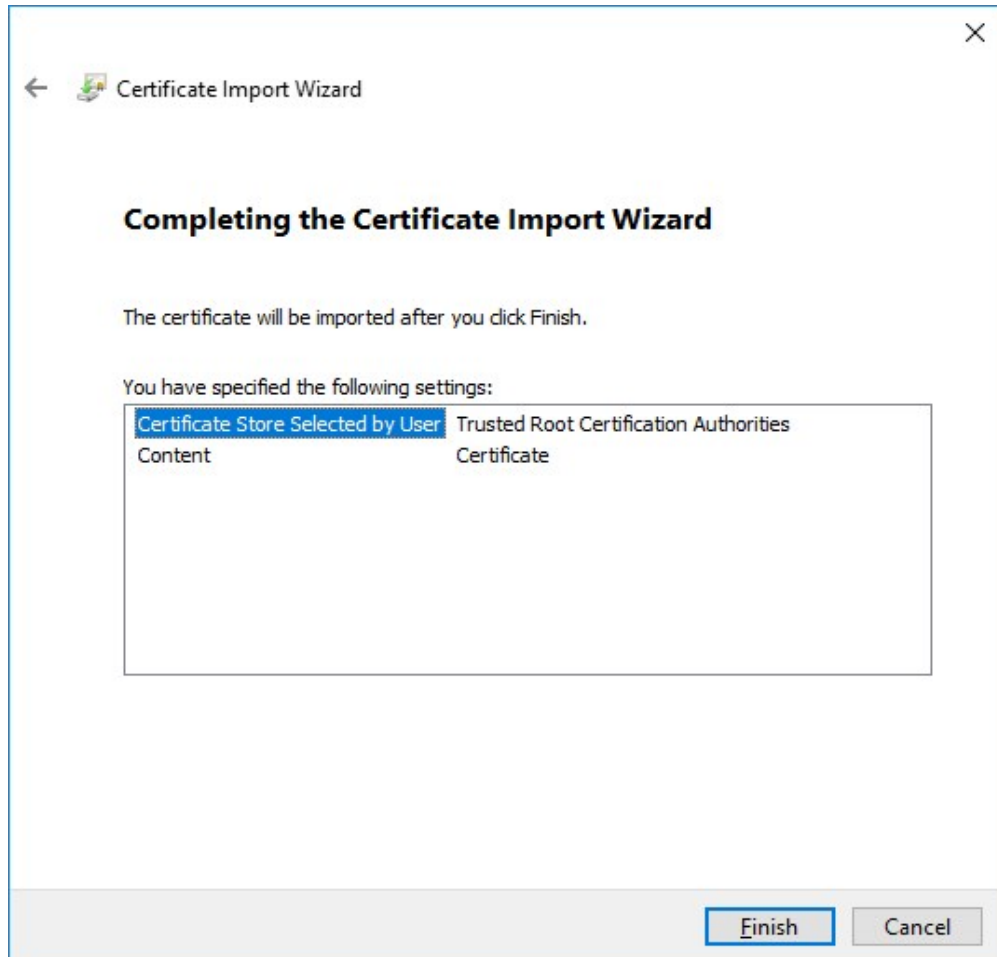 Certificate Import Wizard
Completing the Certificate Import Wizard
The certificate will be imported after you click Finish.
You have specified the following settings:
Certificate Store Selected by User Trusted Root Certification Authorities
Content Certificate
Finish Cancel